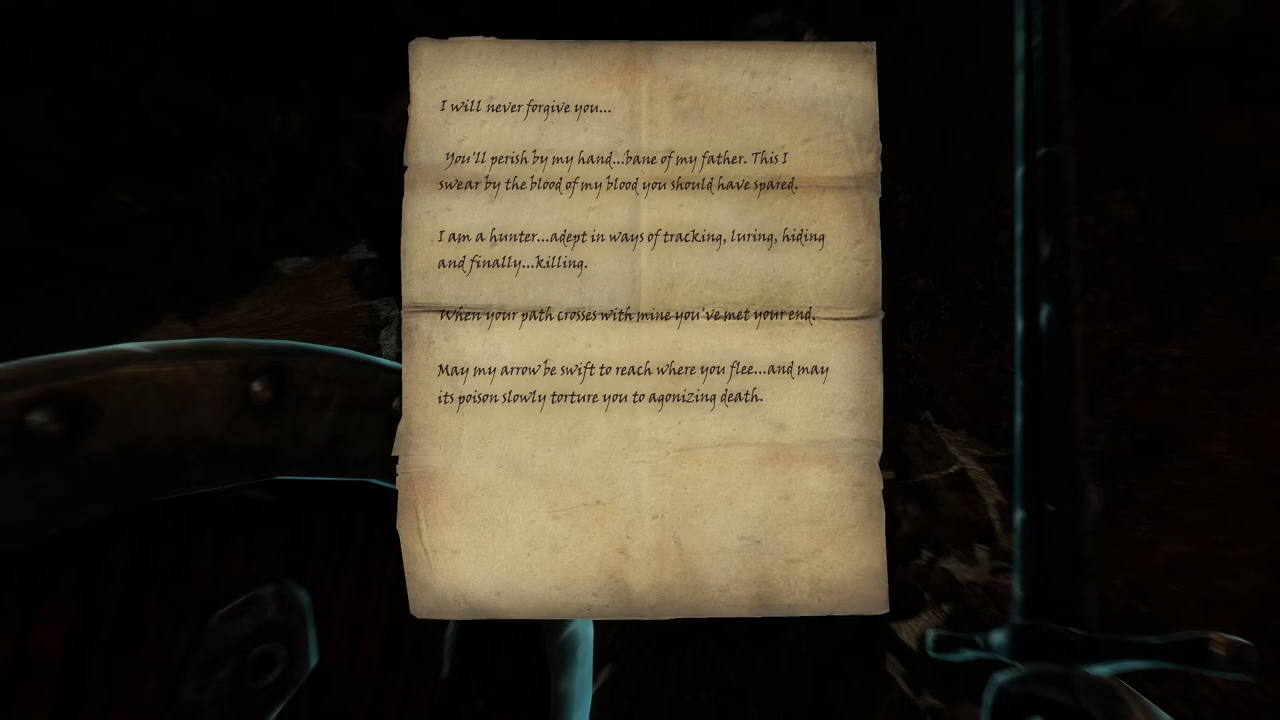 I will never forgive you...
You'll perish by my hand...bane of my father. This I
swear by the blood of my blood you should have spared.
I am a hunter...adept in ways of tracking, luring, hiding
and finally...killing.
When your path crosses with mine you've met your end.
May my arrow be swift to reach where you flee...and may
its poison slowly torture you to agonizing death.